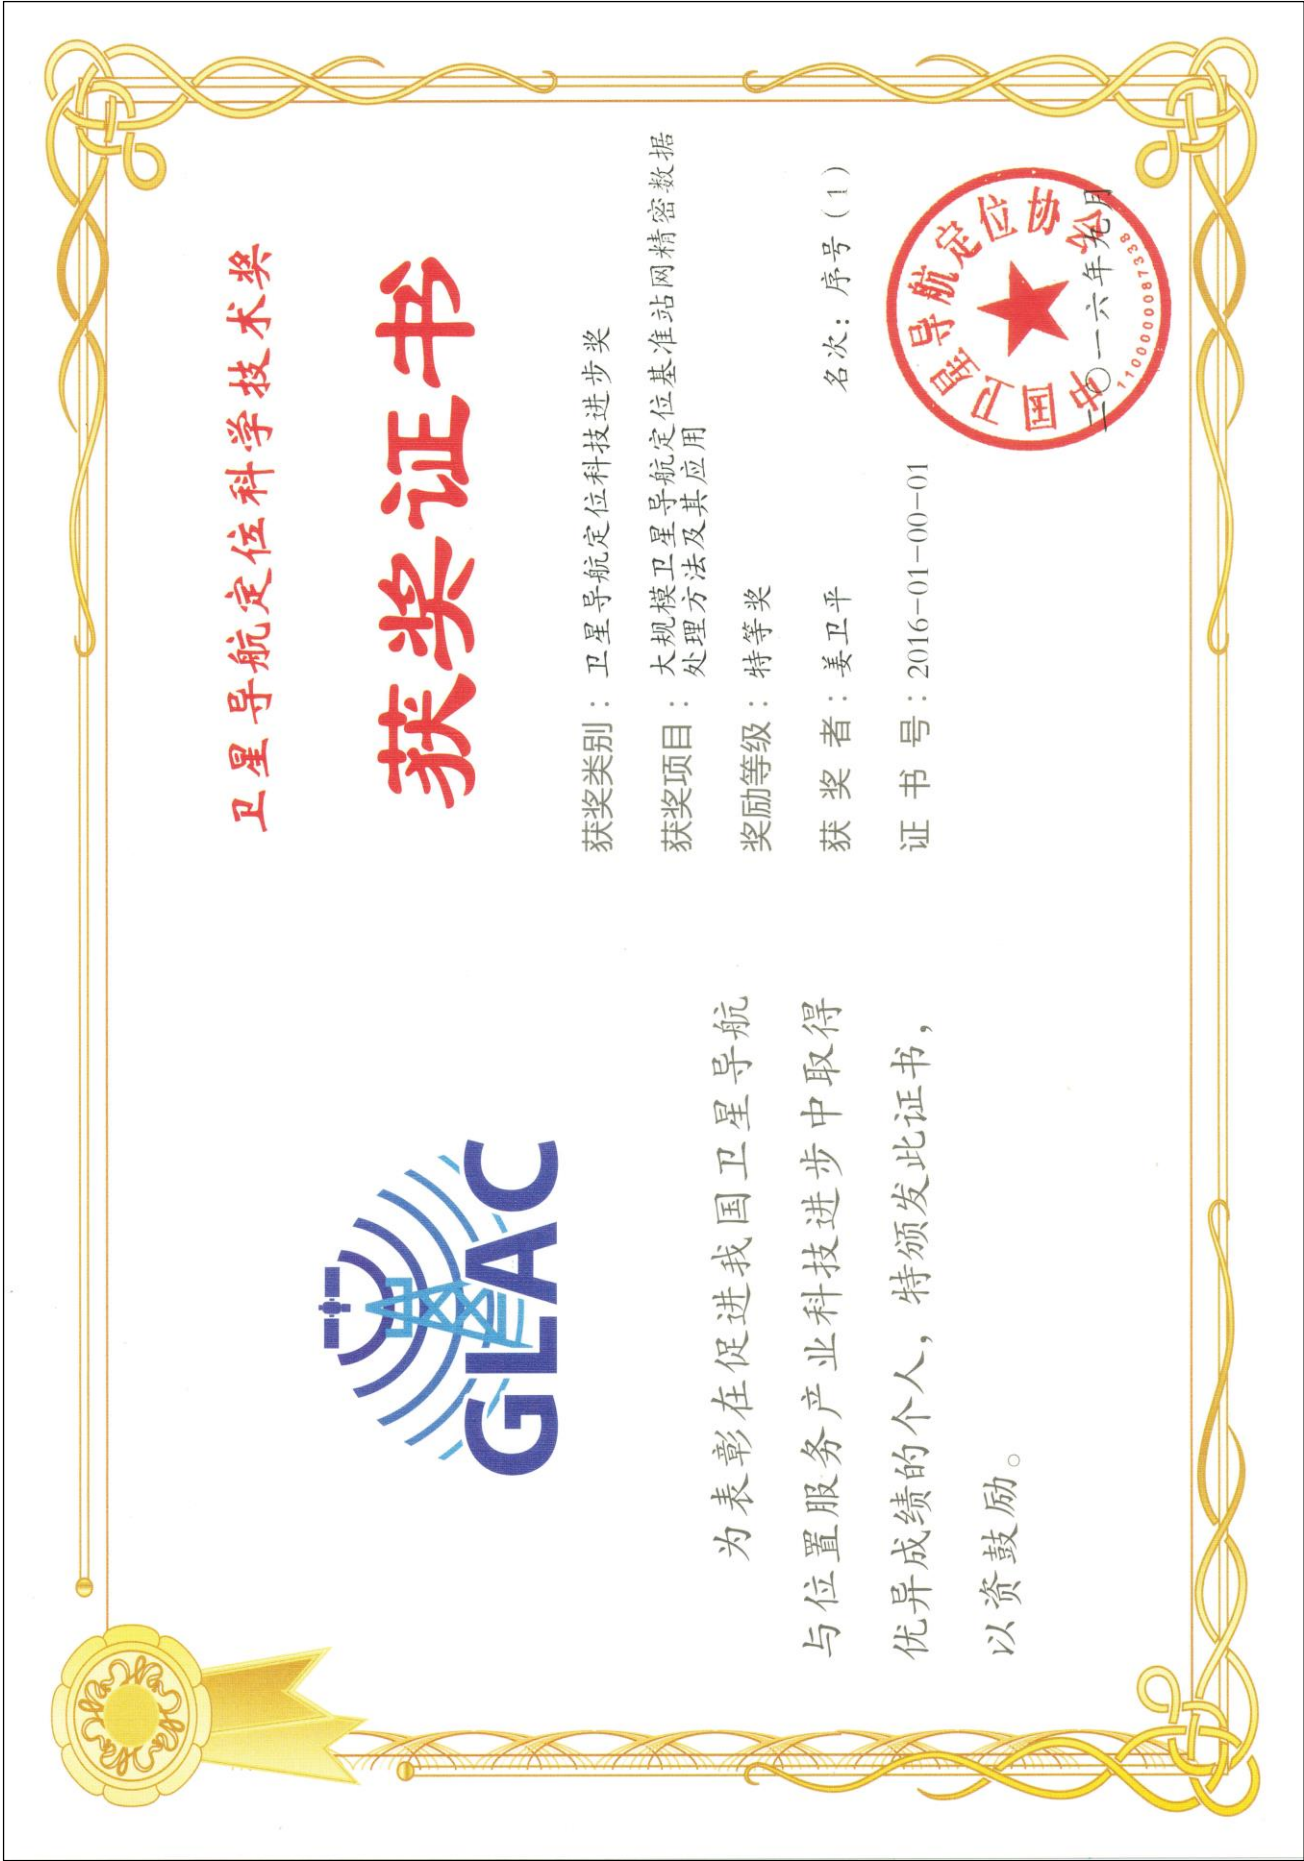 GLAC
为表彰在促进我国卫星导航
与位置服务产业科技进步中取得
优异成绩的个人，特颁发此证书，
以资鼓励。
卫星导航定位科学技术奖
获奖证书
获奖类别：卫星导航定位科技进步奖
获奖项目：大规模卫星导航定位基准站网精密数据
处理方法及其应用
奖励等级：特等奖
获 奖 者：姜卫平 名次：序号（1）
证 书 号：2016-01-00-01
中国卫星导航定位协会
二〇一六年九月
1100000087338